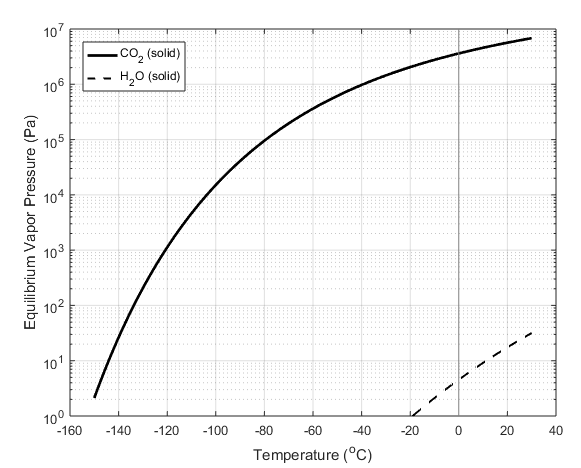 CO2 (solid)
H2O (solid)
Equilibrium Vapor Pressure (Pa)
10^7
10^6
10^5
10^4
10^3
10^2
10^1
10^0
-160 -140 -120 -100 -80 -60 -40 -20 0 20 40
Temperature (°C)